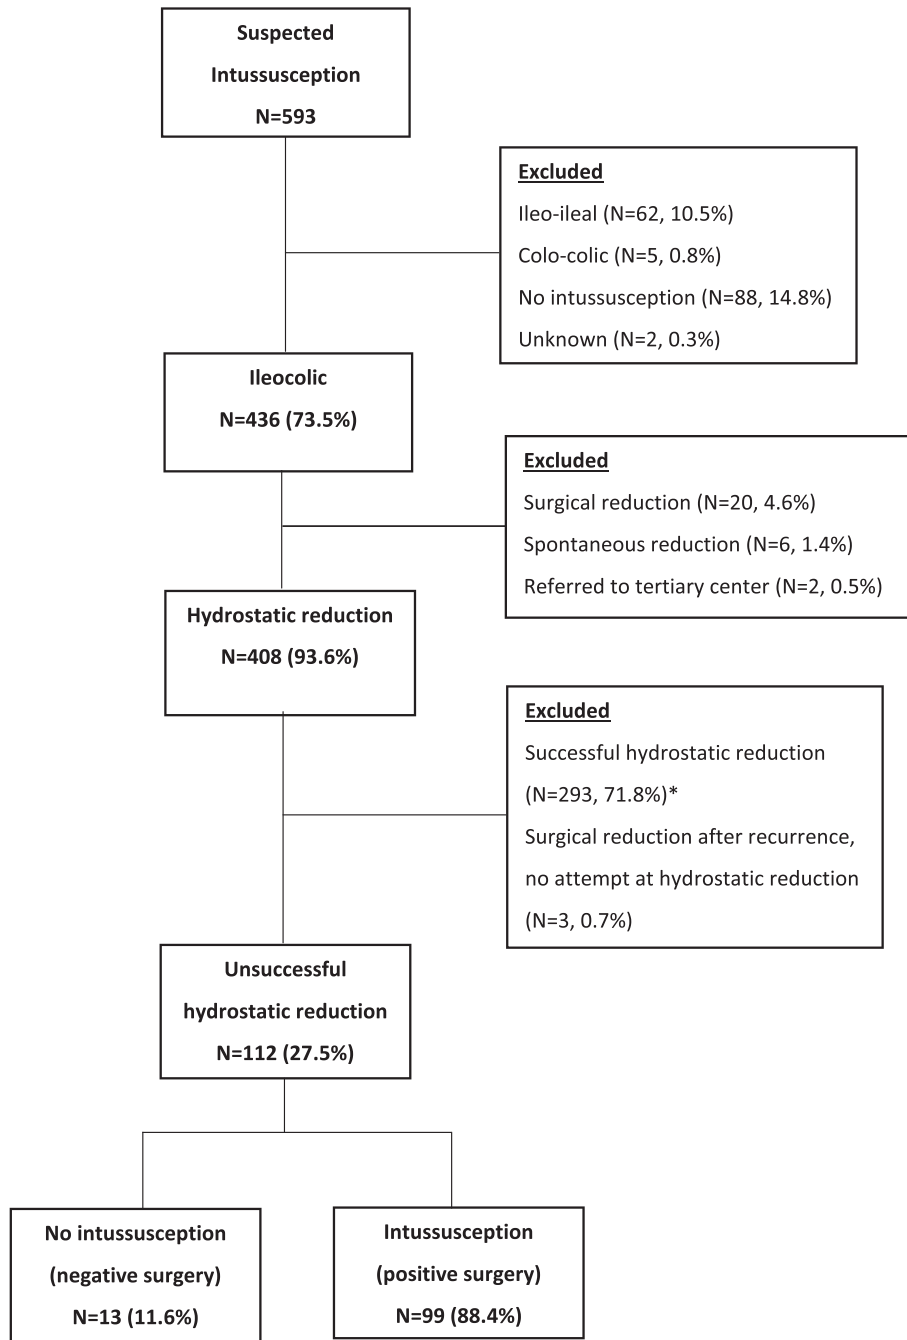 Suspected
Intussusception
N=593
Excluded
Ileo-ileal (N=62, 10.5%)
Colo-colic (N=5, 0.8%)
No intussusception (N=88, 14.8%)
Unknown (N=2, 0.3%)
Ileocolic
N=436 (73.5%)
Excluded
Surgical reduction (N=20, 4.6%)
Spontaneous reduction (N=6, 1.4%)
Referred to tertiary center (N=2, 0.5%)
Hydrostatic reduction
N=408 (93.6%)
Excluded
Successful hydrostatic reduction
(N=293, 71.8%)*
Surgical reduction after recurrence,
no attempt at hydrostatic reduction
(N=3, 0.7%)
Unsuccessful
hydrostatic reduction
N=112 (27.5%)
No intussusception
(negative surgery)
N=13 (11.6%)
Intussusception
(positive surgery)
N=99 (88.4%)